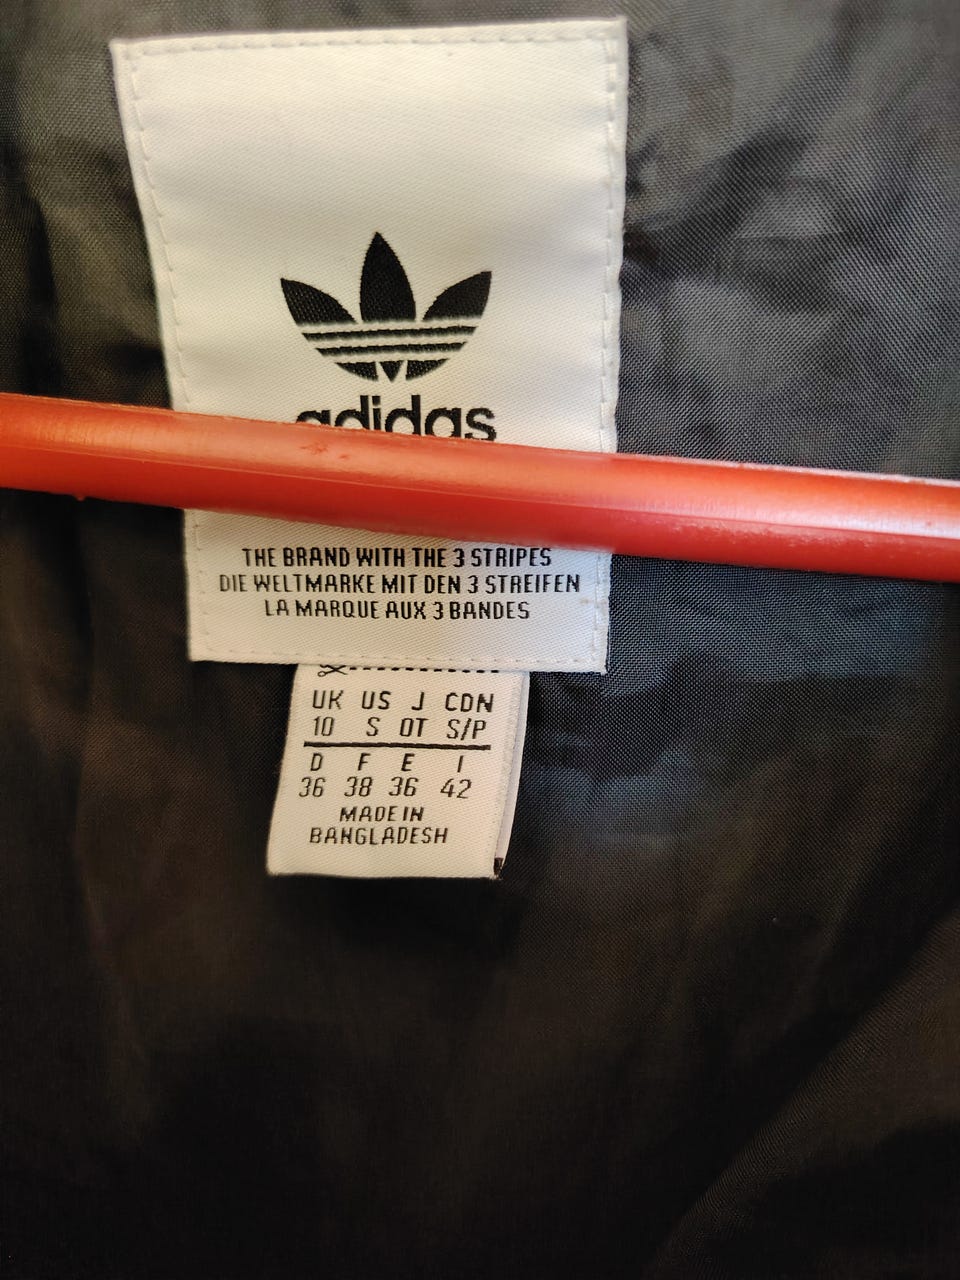 adidas
THE BRAND WITH THE 3 STRIPES
DIE WELTMARKE MIT DEN 3 STREIFEN
LA MARQUE AUX 3 BANDES
UK US J CDN
10 S OT S/P
D F E I
36 38 36 42
MADE IN
BANGLADESH